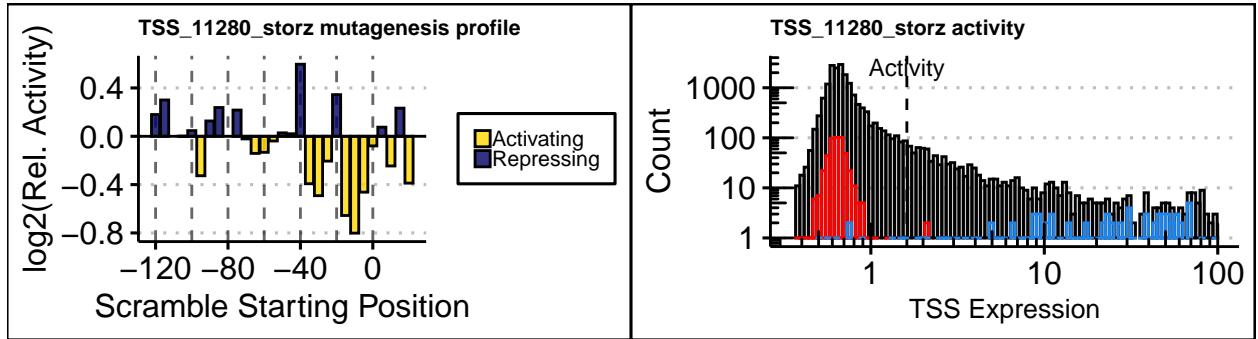 TSS_11280_storz mutagenesis profile
log2(Rel. Activity)
0.4
0.0
−0.4
−0.8
−120
−80
−40
0
Scramble Starting Position
Activating
Repressing
TSS_11280_storz activity
Activity
Count
1000
100
10
1
1
10
100
TSS Expression